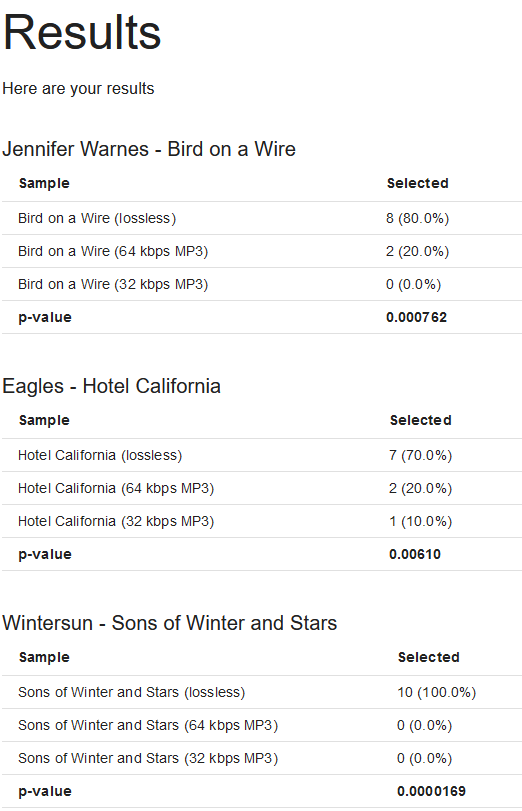 Results
Here are your results
Jennifer Warnes - Bird on a Wire
Sample Selected
Bird on a Wire (lossless) 8 (80.0%)
Bird on a Wire (64 kbps MP3) 2 (20.0%)
Bird on a Wire (32 kbps MP3) 0 (0.0%)
p-value 0.000762
Eagles - Hotel California
Sample Selected
Hotel California (lossless) 7 (70.0%)
Hotel California (64 kbps MP3) 2 (20.0%)
Hotel California (32 kbps MP3) 1 (10.0%)
p-value 0.00610
Wintersun - Sons of Winter and Stars
Sample Selected
Sons of Winter and Stars (lossless) 10 (100.0%)
Sons of Winter and Stars (64 kbps MP3) 0 (0.0%)
Sons of Winter and Stars (32 kbps MP3) 0 (0.0%)
p-value 0.0000169